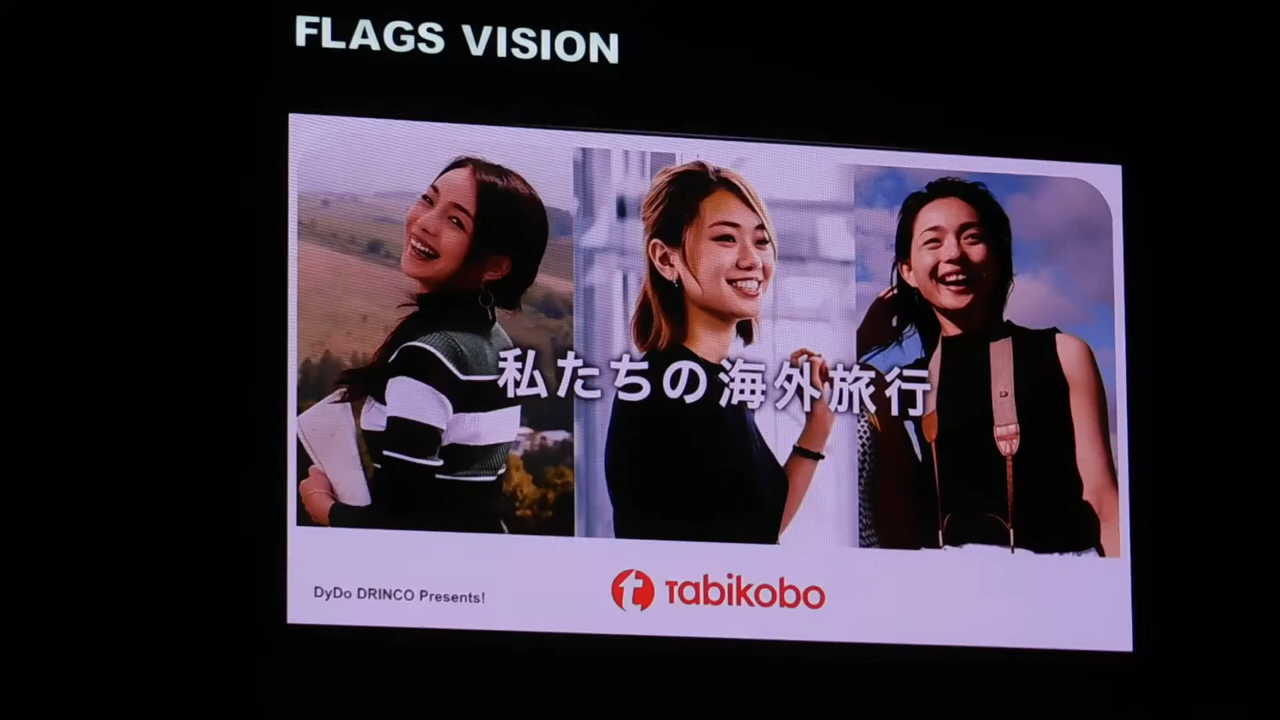 FLAGS VISION
私たちの海外旅行
DyDo DRINCO Presents!
t Tabikobo